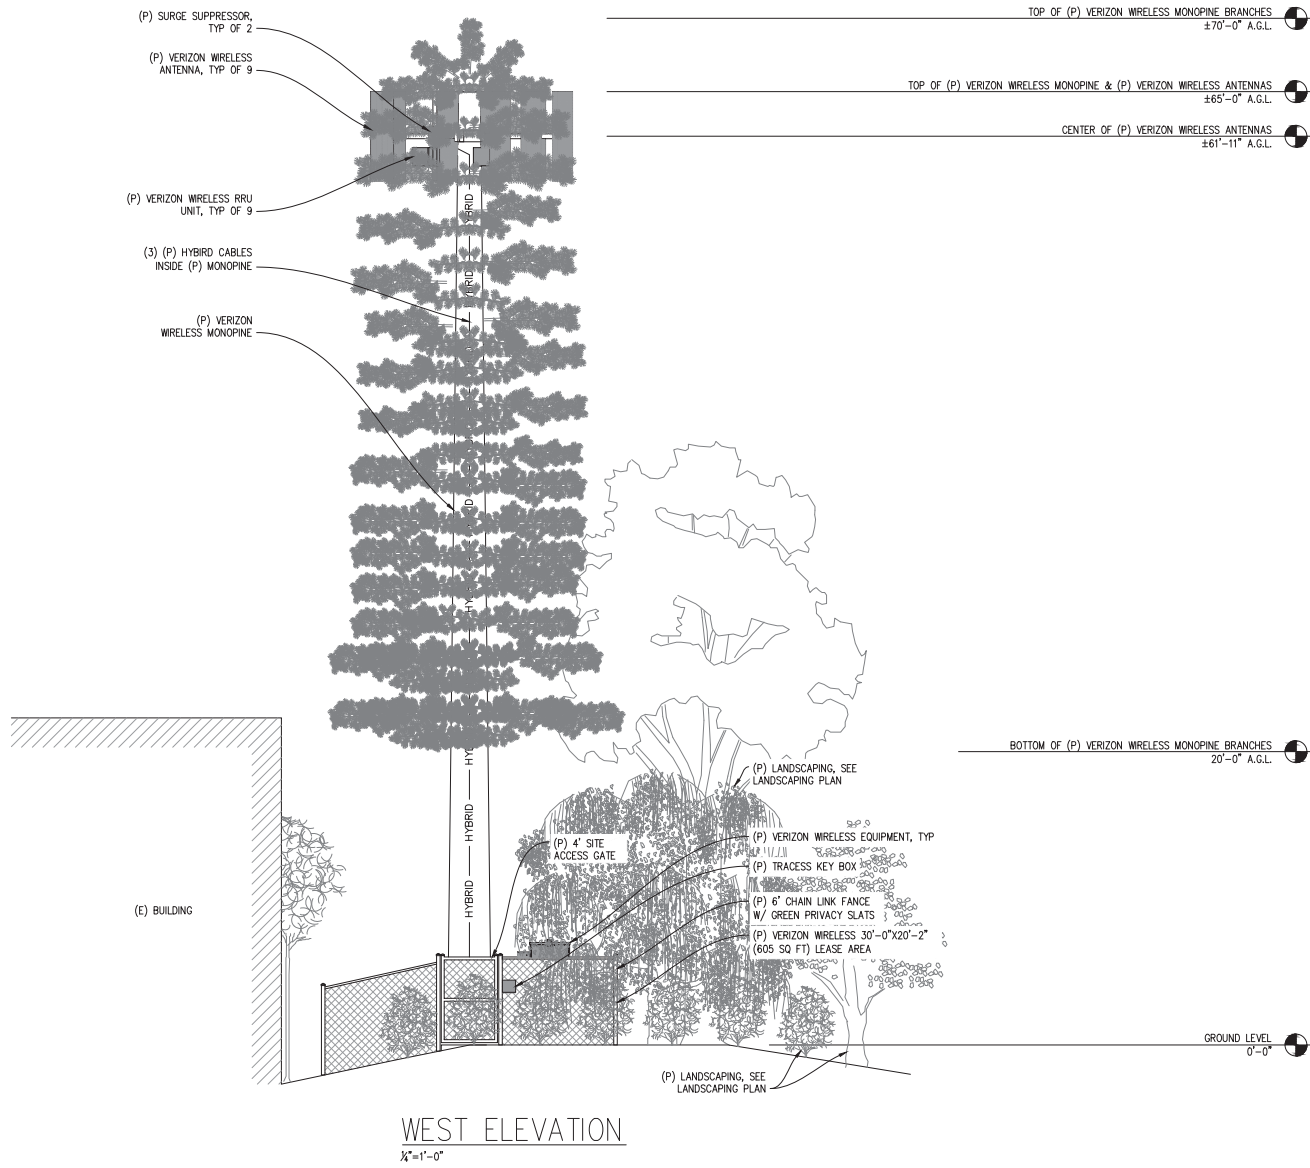 (P) SURGE SUPPRESSOR,
TYP OF 2
(P) VERIZON WIRELESS
ANTENNA, TYP OF 9
(P) VERIZON WIRELESS RRU
UNIT, TYP OF 9
(3) (P) HYBIRD CABLES
INSIDE (P) MONOPINE
(P) VERIZON
WIRELESS MONOPINE
TOP OF (P) VERIZON WIRELESS MONOPINE BRANCHES
±70'-0" A.G.L.
TOP OF (P) VERIZON WIRELESS MONOPINE & (P) VERIZON WIRELESS ANTENNAS
±65'-0" A.G.L.
CENTER OF (P) VERIZON WIRELESS ANTENNAS
±61'-11" A.G.L.
HYBRID
HYBRID
BOTTOM OF (P) VERIZON WIRELESS MONOPINE BRANCHES
20'-0" A.G.L.
(P) LANDSCAPING, SEE
LANDSCAPING PLAN
HYBRID
(P) 4' SITE
ACCESS GATE
(P) VERIZON WIRELESS EQUIPMENT, TYP
(P) TRACESS KEY BOX
HYBRID
(P) 6' CHAIN LINK FANCE
W/ GREEN PRIVACY SLATS
(P) VERIZON WIRELESS 30'-0"X20'-2"
(605 SQ FT) LEASE AREA
(E) BUILDING
GROUND LEVEL
0'-0"
(P) LANDSCAPING, SEE
LANDSCAPING PLAN
WEST ELEVATION
¼"=1'-0"